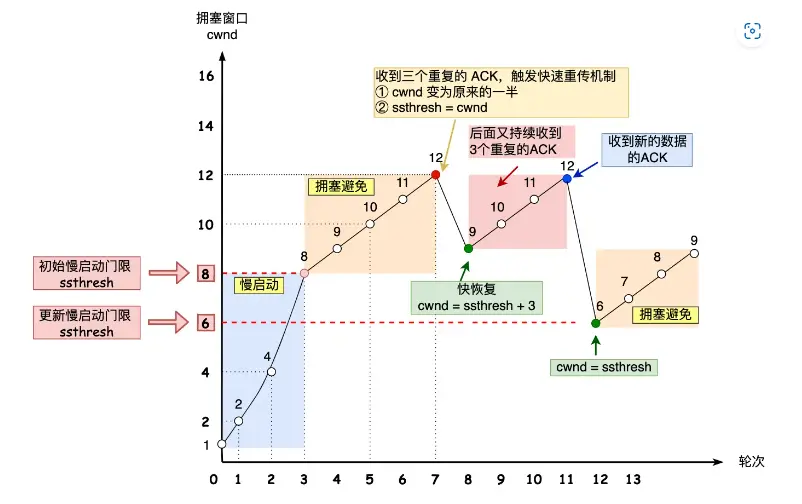 拥塞窗口
cwnd
16
14
12
10
8
6
4
2
1
收到三个重复的 ACK，触发快速重传机制
① cwnd 变为原来的一半
② ssthresh = cwnd
后面又持续收到
3个重复的ACK
收到新的数据
的ACK
拥塞避免
慢启动
初始慢启动门限
ssthresh
更新慢启动门限
ssthresh
2
4
8
9
10
11
12
9
10
11
12
6
7
8
9
快恢复
cwnd = ssthresh + 3
拥塞避免
cwnd = ssthresh
0 1 2 3 4 5 6 7 8 9 10 11 12 13
轮次